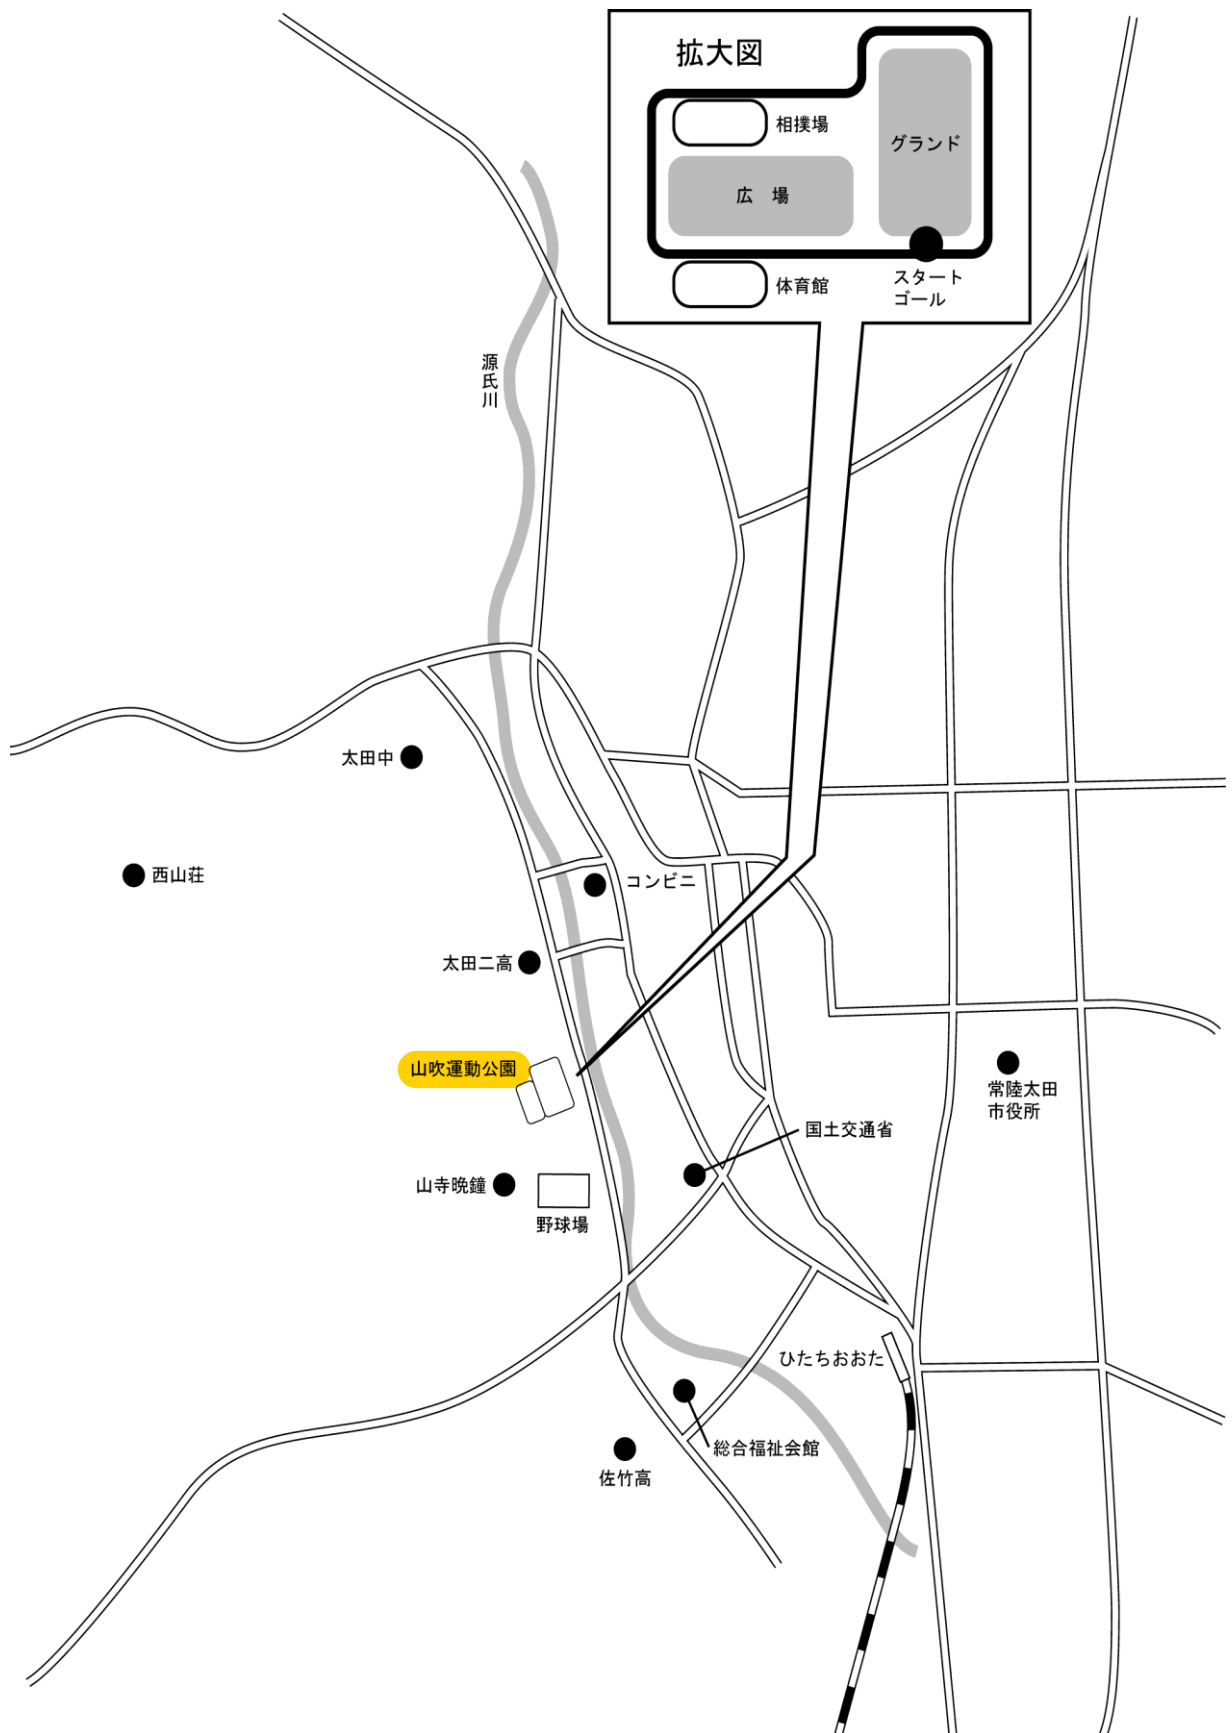 拡大図
相撲場
グランド
広　場
体育館
スタート
ゴール
源氏川
太田中
西山荘
コンビニ
太田二高
山吹運動公園
常陸太田
市役所
国土交通省
山寺晩鐘
野球場
ひたちおおた
総合福祉会館
佐竹高